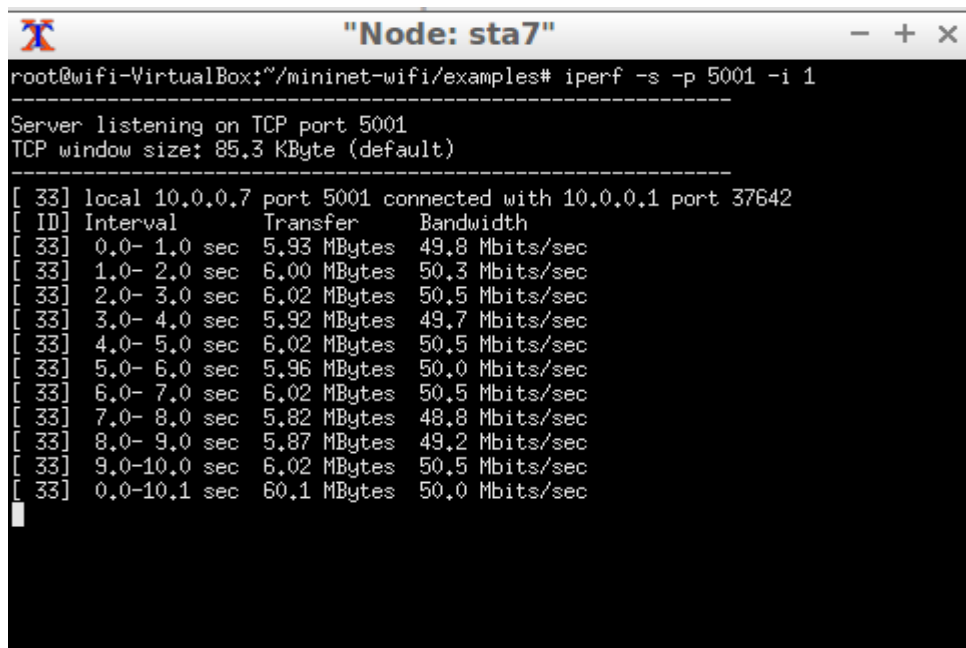 "Node: sta7"
root@wifi-VirtualBox:~/mininet-wifi/examples# iperf -s -p 5001 -i 1
------------------------------------------------------------
Server listening on TCP port 5001
TCP window size: 85.3 KByte (default)
------------------------------------------------------------
[ 33] local 10.0.0.7 port 5001 connected with 10.0.0.1 port 37642
[ ID] Interval       Transfer     Bandwidth
[ 33]  0.0- 1.0 sec  5.93 MBytes  49.8 Mbits/sec
[ 33]  1.0- 2.0 sec  6.00 MBytes  50.3 Mbits/sec
[ 33]  2.0- 3.0 sec  6.02 MBytes  50.5 Mbits/sec
[ 33]  3.0- 4.0 sec  5.92 MBytes  49.7 Mbits/sec
[ 33]  4.0- 5.0 sec  6.02 MBytes  50.5 Mbits/sec
[ 33]  5.0- 6.0 sec  5.96 MBytes  50.0 Mbits/sec
[ 33]  6.0- 7.0 sec  6.02 MBytes  50.5 Mbits/sec
[ 33]  7.0- 8.0 sec  5.82 MBytes  48.8 Mbits/sec
[ 33]  8.0- 9.0 sec  5.87 MBytes  49.2 Mbits/sec
[ 33]  9.0-10.0 sec  6.02 MBytes  50.5 Mbits/sec
[ 33]  0.0-10.1 sec  60.1 MBytes  50.0 Mbits/sec